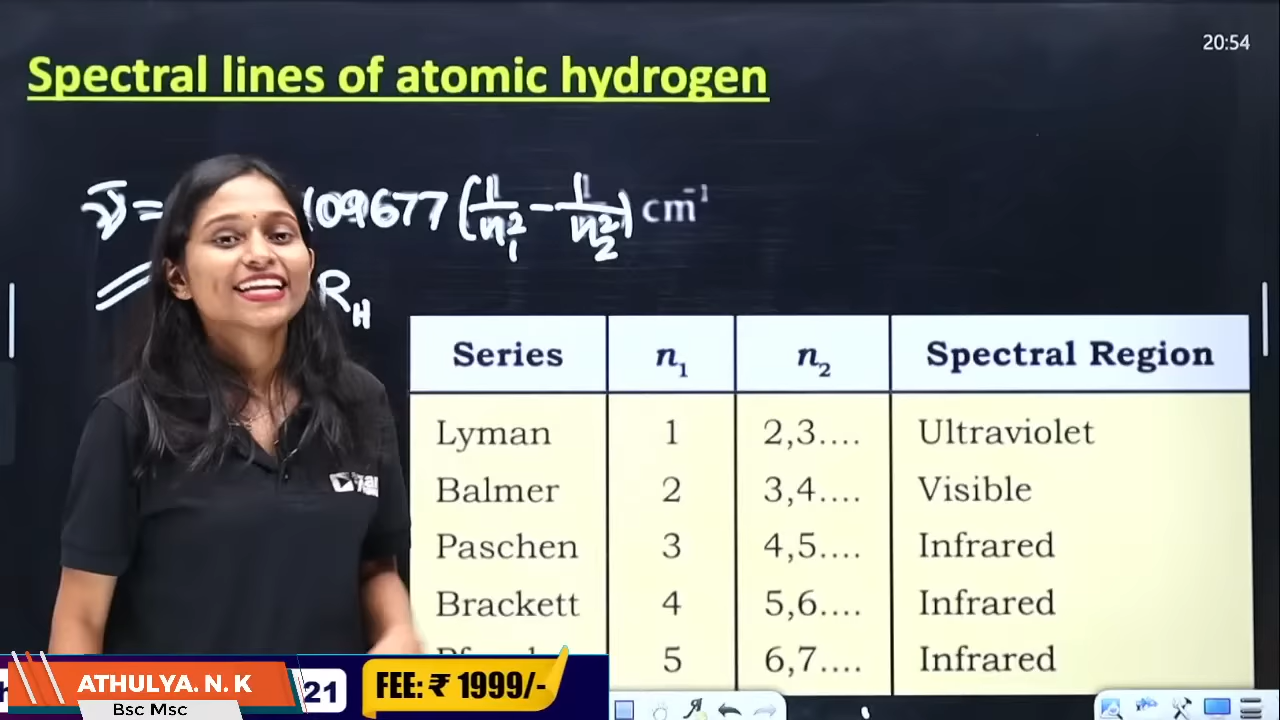 20:54
Spectral lines of atomic hydrogen
ν̅ = 109677 (1/n₁² − 1/n₂²) cm⁻¹
R_H
Series n₁ n₂ Spectral Region
Lyman 1 2,3.... Ultraviolet
Balmer 2 3,4.... Visible
Paschen 3 4,5.... Infrared
Brackett 4 5,6.... Infrared
5 6,7.... Infrared
ATHULYA. N. K
Bsc Msc
21
FEE: ₹ 1999/-